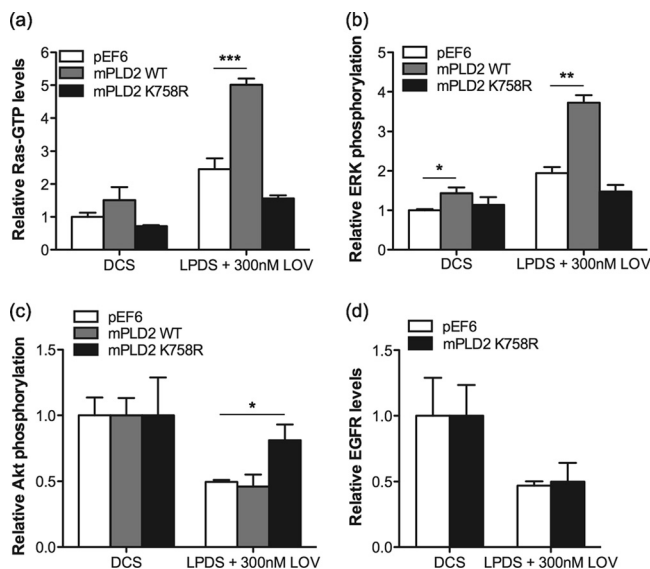 (a)
Relative Ras-GTP levels
6
5
4
3
2
1
0
pEF6
mPLD2 WT
mPLD2 K758R
***
DCS
LPDS + 300nM LOV
(b)
Relative ERK phosphorylation
5
4
3
2
1
0
pEF6
mPLD2 WT
mPLD2 K758R
*
**
DCS
LPDS + 300nM LOV
(c)
Relative Akt phosphorylation
1.5
1.0
0.5
0.0
pEF6
mPLD2 WT
mPLD2 K758R
*
DCS
LPDS + 300nM LOV
(d)
Relative EGFR levels
1.5
1.0
0.5
0.0
pEF6
mPLD2 K758R
DCS
LPDS + 300nM LOV